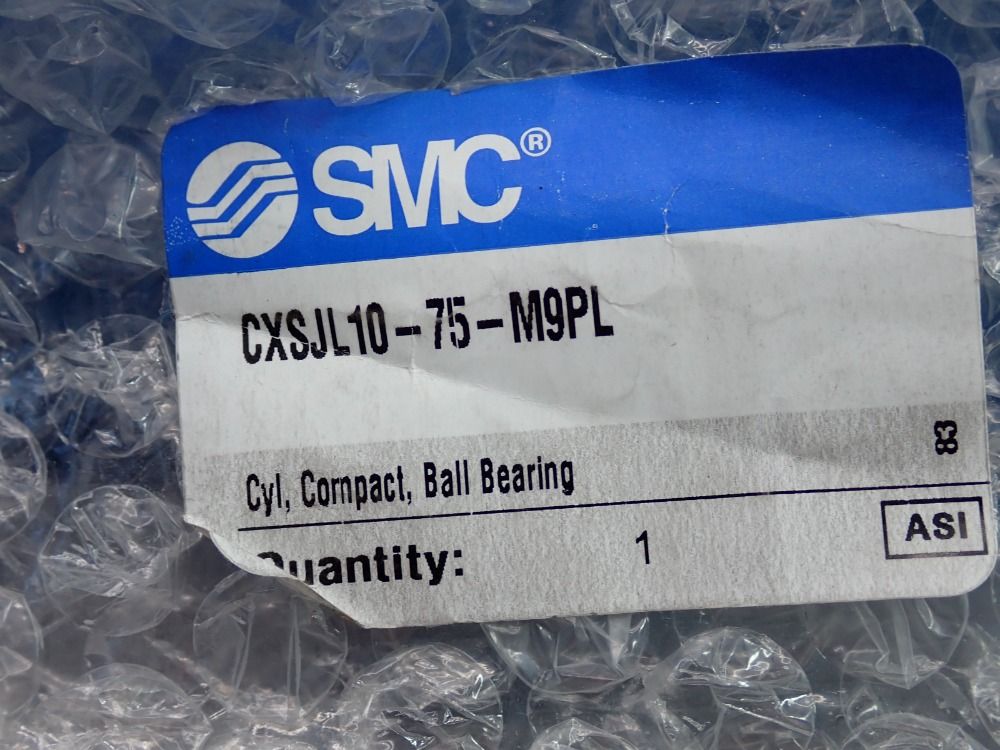 SMC®
CXSJL10-75-M9PL
83
Cyl, Compact, Ball Bearing
ASI
Quantity: 1